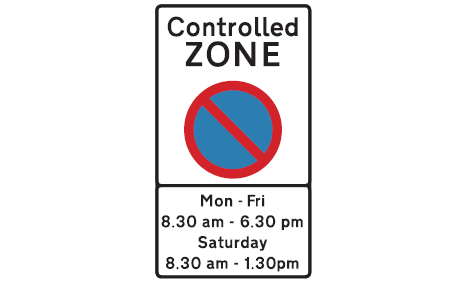 Controlled
ZONE
Mon - Fri
8.30 am - 6.30 pm
Saturday
8.30 am - 1.30pm